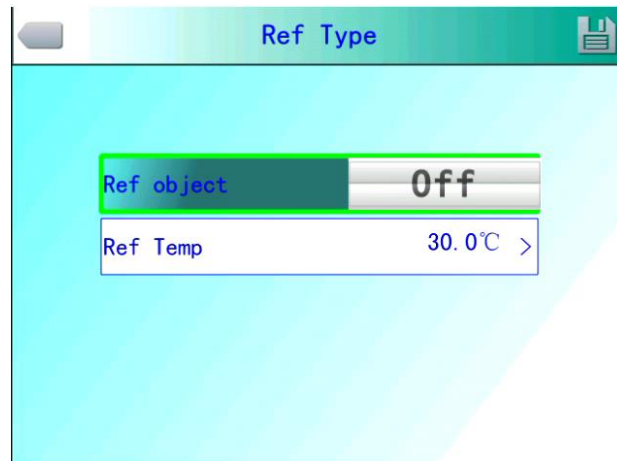 Ref Type
Ref object Off
Ref Temp 30.0℃ >